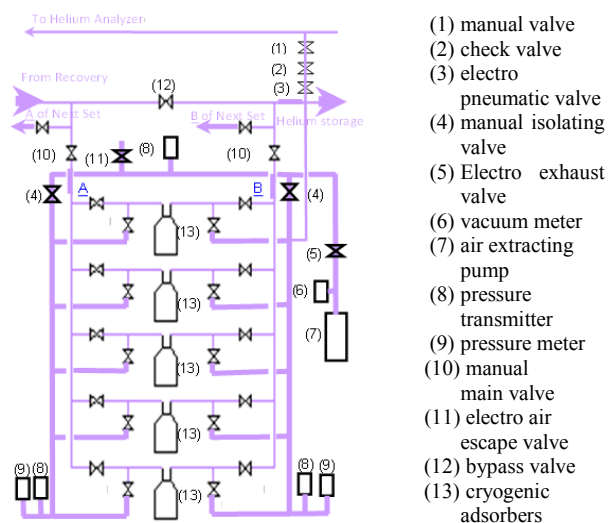 To Helium Analyzer
(1)
(2)
(3)
From Recovery
(12)
A of Next Set
B of Next Set
Helium storage
(10)
(11)
(8)
(10)
(4)
A
B
(4)
(13)
(5)
(13)
(6)
(7)
(13)
(13)
(9)
(8)
(13)
(8)
(9)
(1) manual valve
(2) check valve
(3) electro
pneumatic valve
(4) manual isolating
valve
(5) Electro exhaust
valve
(6) vacuum meter
(7) air extracting
pump
(8) pressure
transmitter
(9) pressure meter
(10) manual
main valve
(11) electro air
escape valve
(12) bypass valve
(13) cryogenic
adsorbers